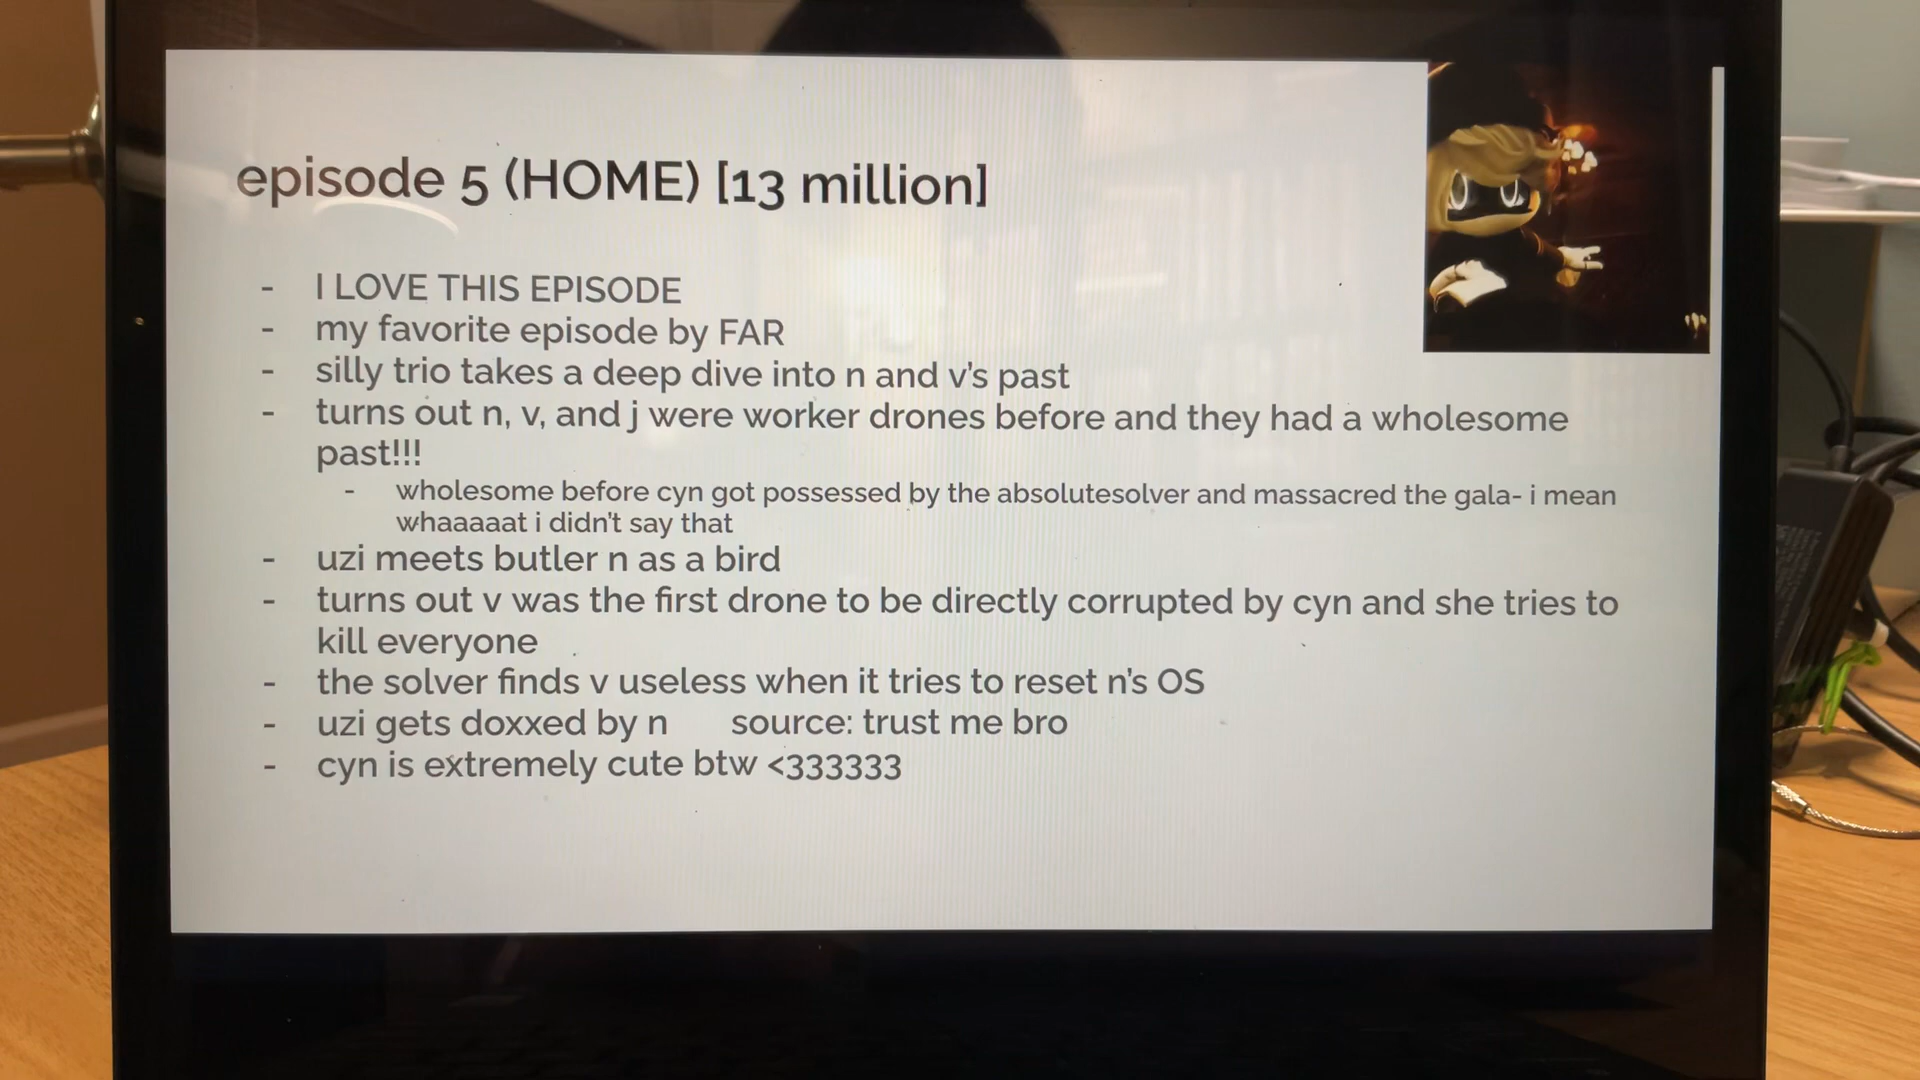 episode 5 (HOME) [13 million]
- I LOVE THIS EPISODE
- my favorite episode by FAR
- silly trio takes a deep dive into n and v's past
- turns out n, v, and j were worker drones before and they had a wholesome
past!!!
- wholesome before cyn got possessed by the absolutesolver and massacred the gala- i mean
whaaaaat i didn't say that
- uzi meets butler n as a bird
- turns out v was the first drone to be directly corrupted by cyn and she tries to
kill everyone
- the solver finds v useless when it tries to reset n's OS
- uzi gets doxxed by n source: trust me bro
- cyn is extremely cute btw <333333